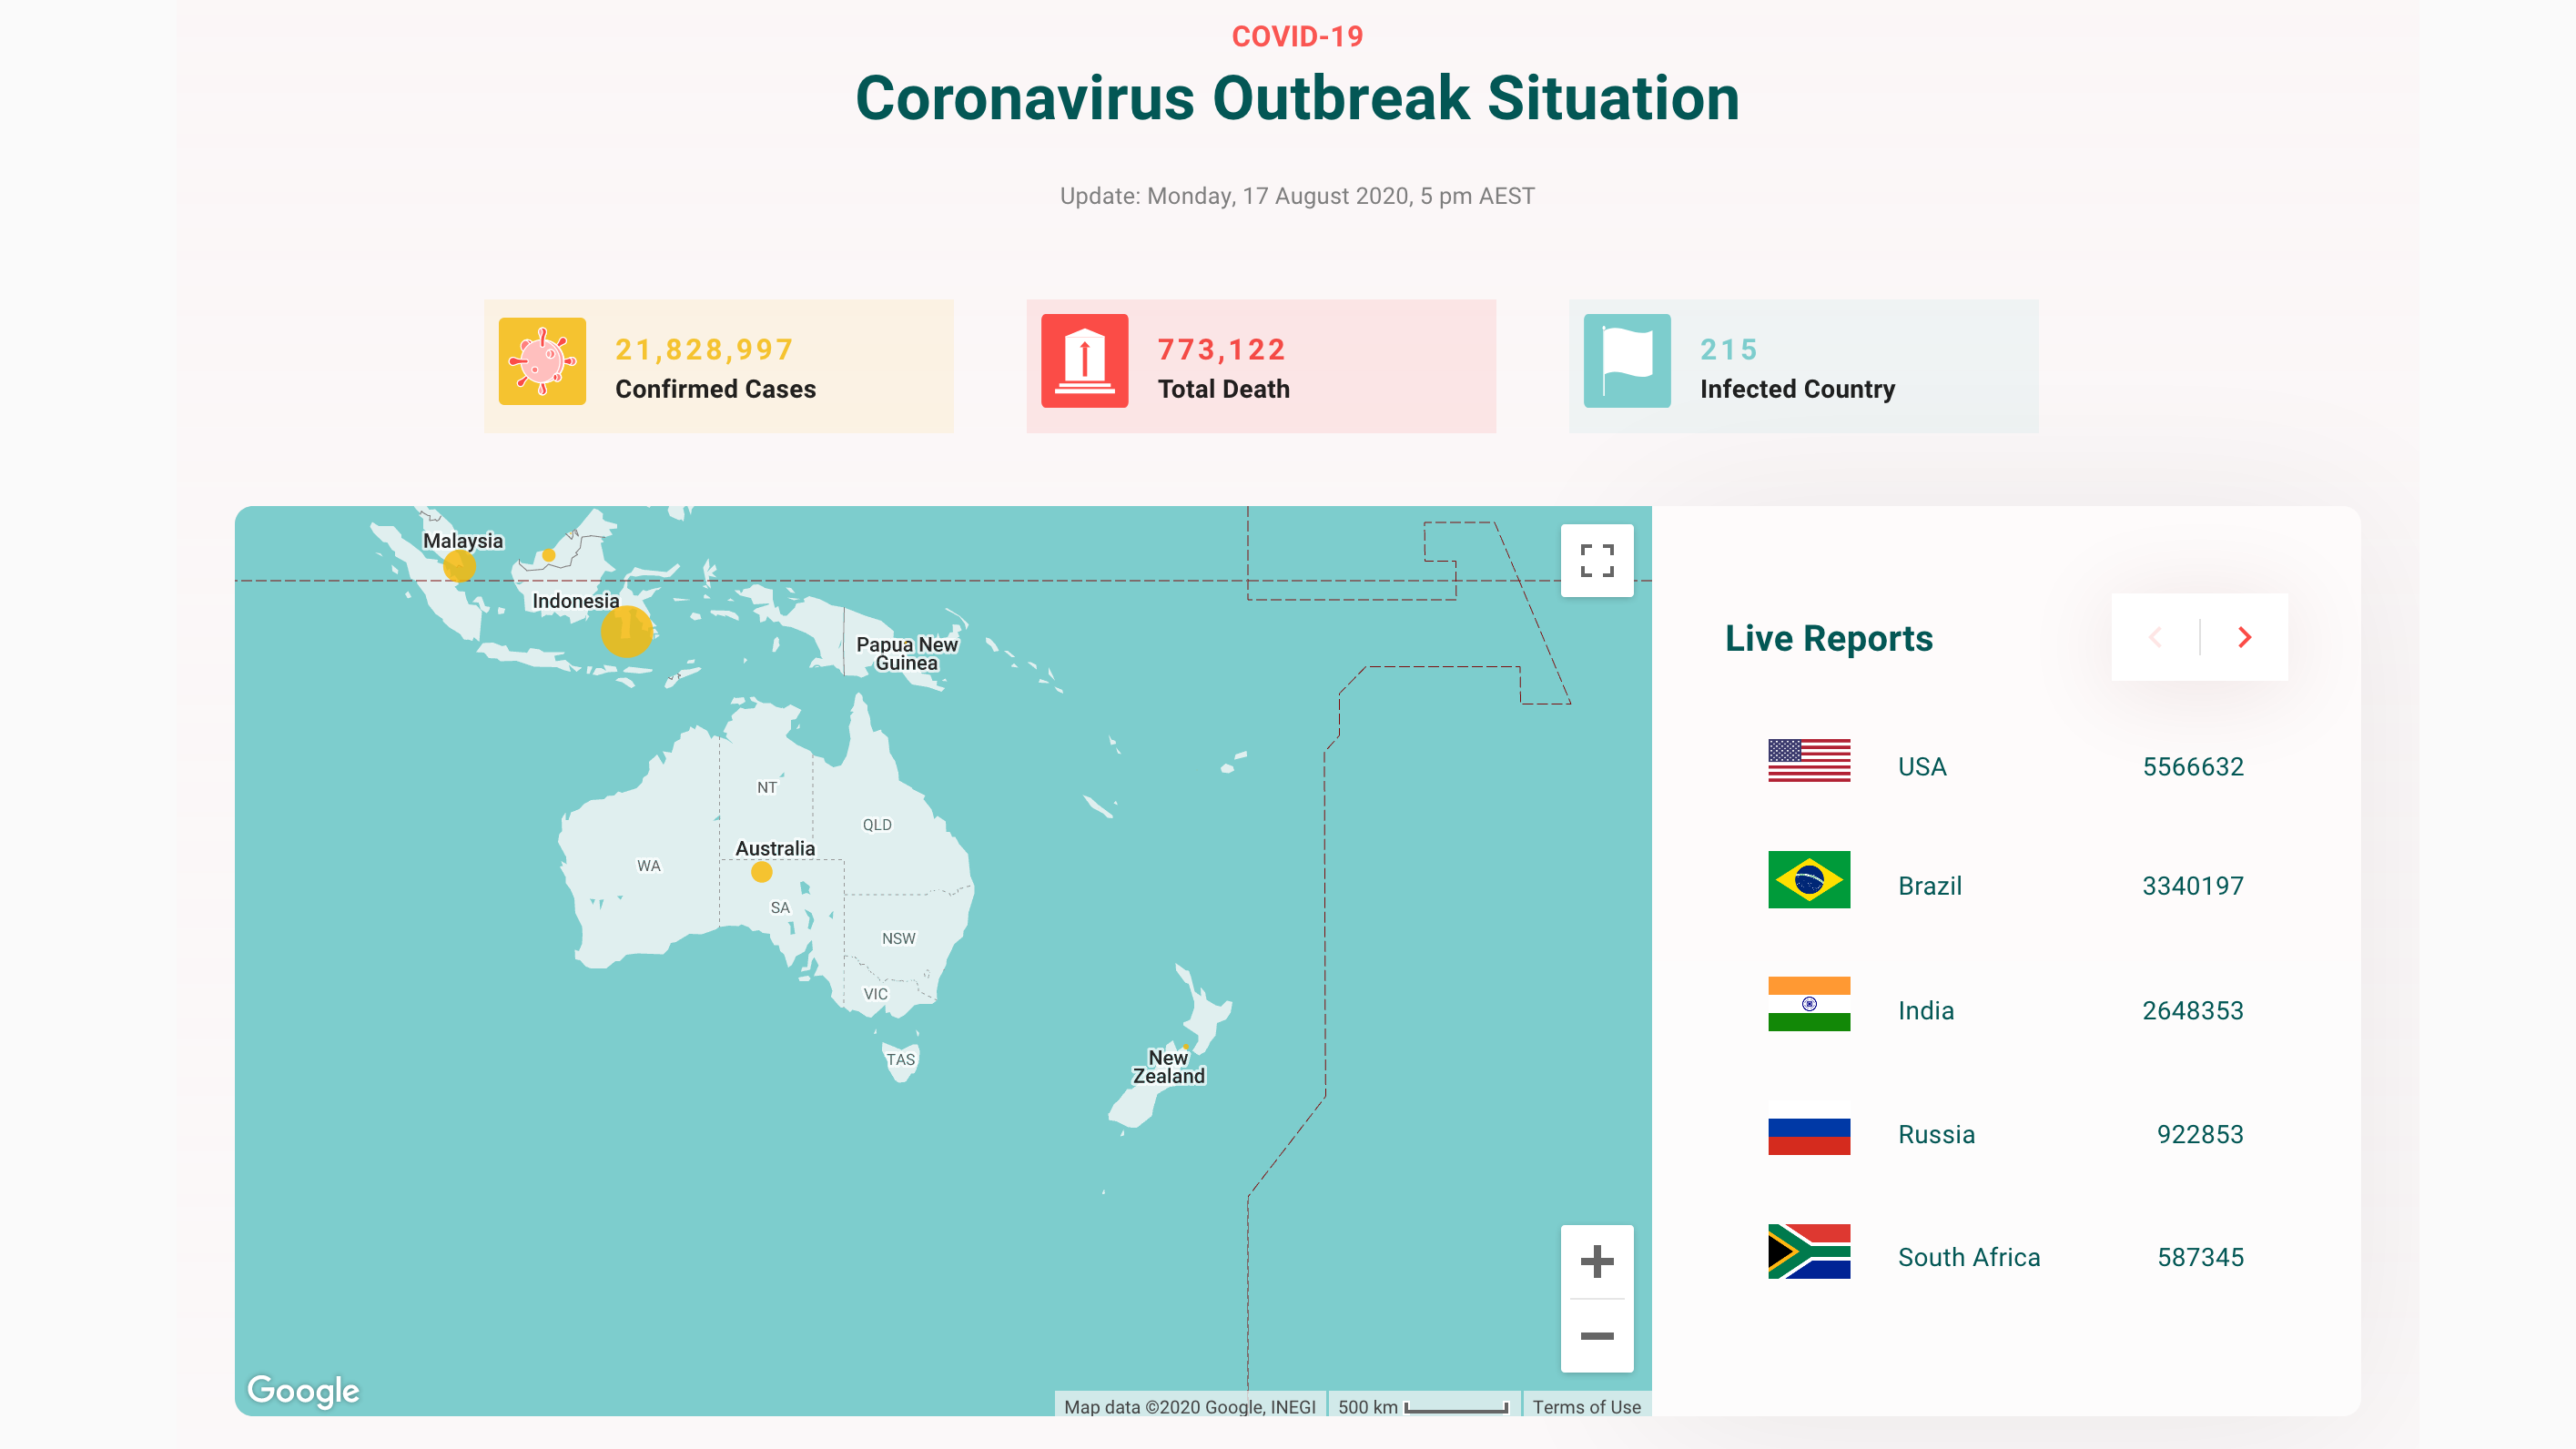 COVID-19
Coronavirus Outbreak Situation
Update: Monday, 17 August 2020, 5 pm AEST
21,828,997
Confirmed Cases
773,122
Total Death
215
Infected Country
Malaysia
Indonesia
Papua New
Guinea
NT
QLD
Australia
WA
SA
NSW
VIC
TAS
New
Zealand
Google
Map data ©2020 Google, INEGI
500 km
Terms of Use
Live Reports
USA 5566632
Brazil 3340197
India 2648353
Russia 922853
South Africa 587345